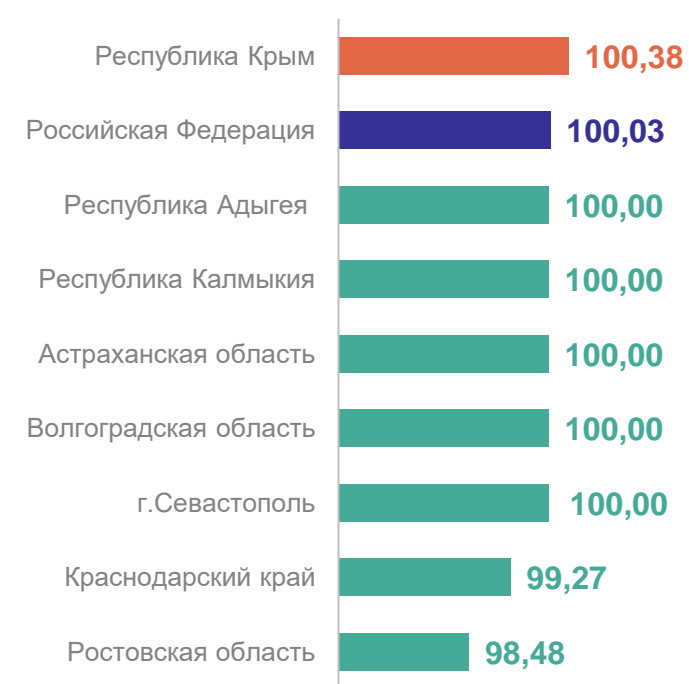 Республика Крым 100,38
Российская Федерация 100,03
Республика Адыгея 100,00
Республика Калмыкия 100,00
Астраханская область 100,00
Волгоградская область 100,00
г.Севастополь 100,00
Краснодарский край 99,27
Ростовская область 98,48